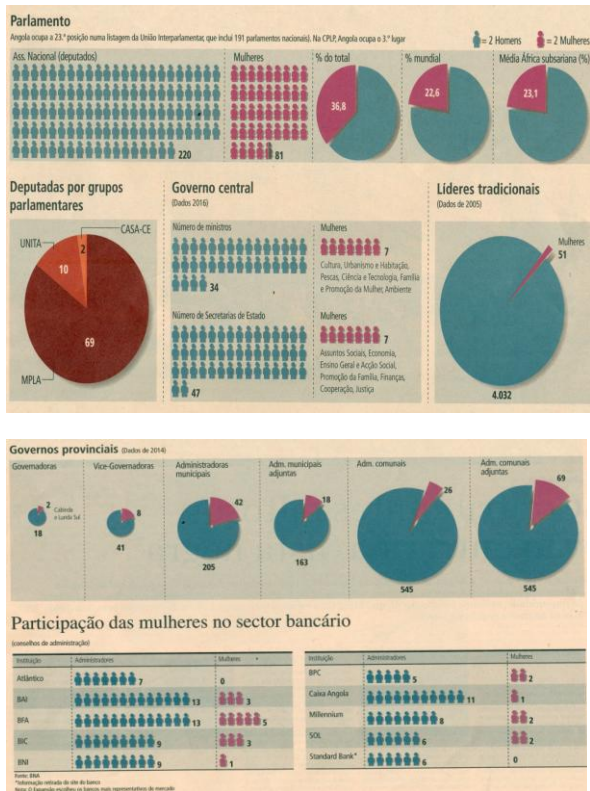 Parlamento
Angola ocupa a 23.ª posição numa listagem da União Interparlamentar, que inclui 191 parlamentos nacionais). Na CPLP, Angola ocupa o 3.º lugar
= 2 Homens = 2 Mulheres
Ass. Nacional (deputados)
220
Mulheres
81
% do total
36,8
% mundial
22,6
Média África subsariana (%)
23,1
Deputadas por grupos
parlamentares
UNITA
10
2
CASA-CE
69
MPLA
Governo central
(Dados 2016)
Número de ministros
34
Mulheres
7
Cultura, Urbanismo e Habitação,
Pescas, Ciência e Tecnologia, Família
e Promoção da Mulher, Ambiente
Número de Secretarias de Estado
47
Mulheres
7
Assuntos Sociais, Economia,
Ensino Geral e Acção Social,
Promoção da Família, Finanças,
Cooperação, Justiça
Líderes tradicionais
(Dados de 2005)
Mulheres
51
4.032
Governos provinciais (Dados de 2014)
Governadoras
2
Cabinda
e Lunda Sul
18
Vice-Governadoras
8
41
Administradoras
municipais
42
205
Adm. municipais
adjuntas
18
163
Adm. comunais
26
545
Adm. comunais
adjuntas
69
545
Participação das mulheres no sector bancário
(conselhos de administração)
Instituição Administradores Mulheres
Atlântico 7 0
BAI 13 3
BFA 13 5
BIC 9 3
BNI 9 1
Instituição Administradores Mulheres
BPC 5 2
Caixa Angola 11 1
Millennium 8 2
SOL 6 2
Standard Bank* 6 0
Fonte: BNA
*Informação retirada do site do banco
Nota: O Expansão escolheu os bancos mais representativos do mercado